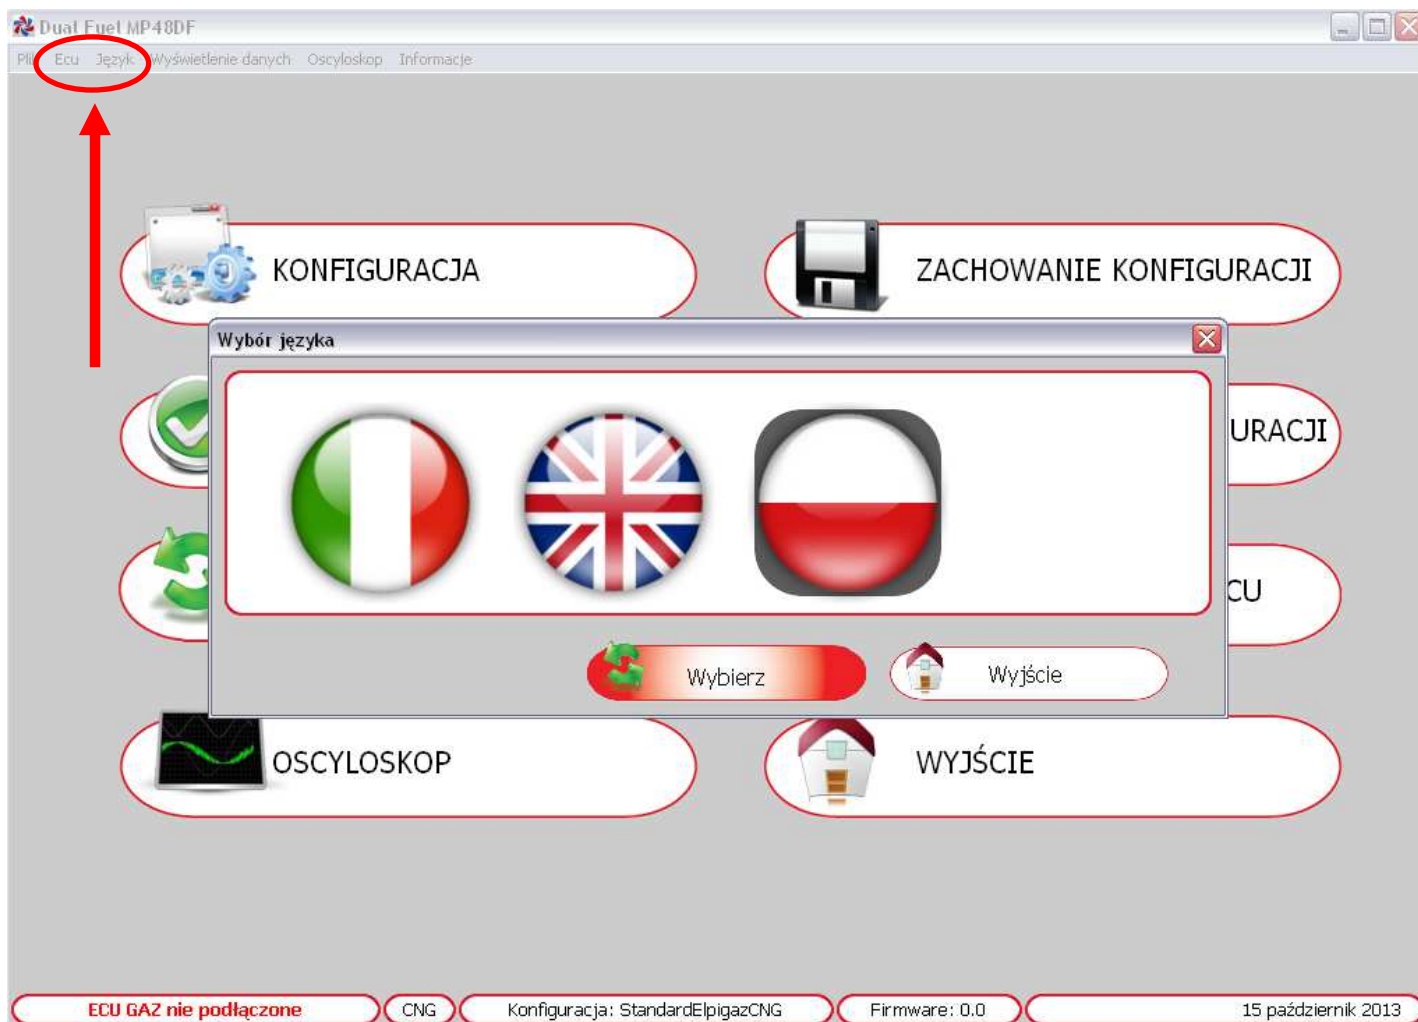 Dual Fuel MP48DF
Ecu Język Wyświetlenie danych Oscyloskop Informacje
KONFIGURACJA
ZACHOWANIE KONFIGURACJI
Wybór języka
URACJI
CU
Wybierz
Wyjście
OSCYLOSKOP
WYJŚCIE
ECU GAZ nie podłączone
CNG
Konfiguracja: StandardElpigazCNG
Firmware: 0.0
15 październik 2013